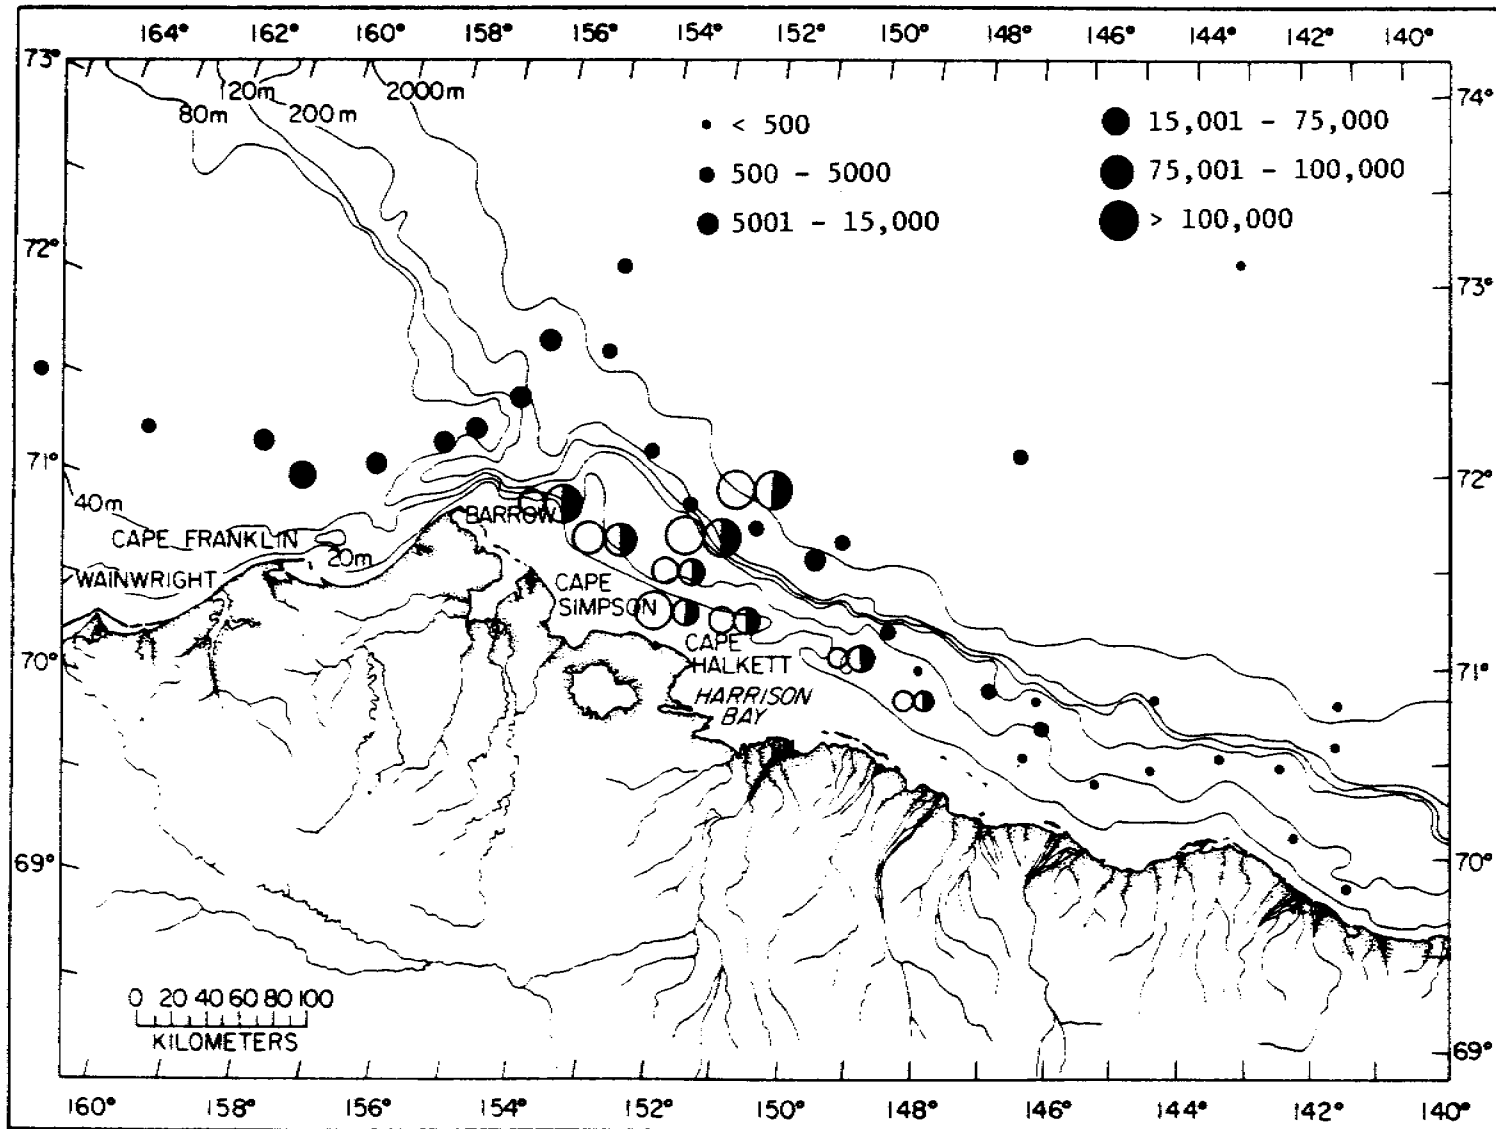 164° 162° 160° 158° 156° 154° 152° 150° 148° 146° 144° 142° 140°
73°
120m
2000m
80m
200m
74°
< 500
15,001 - 75,000
500 - 5000
75,001 - 100,000
5001 - 15,000
> 100,000
72°
73°
71°
72°
40m
BARROW
CAPE FRANKLIN
20m
WAINWRIGHT
CAPE
SIMPSON
CAPE
HALKETT
70°
71°
HARRISON
BAY
69°
70°
0 20 40 60 80 100
KILOMETERS
69°
160° 158° 156° 154° 152° 150° 148° 146° 144° 142° 140°